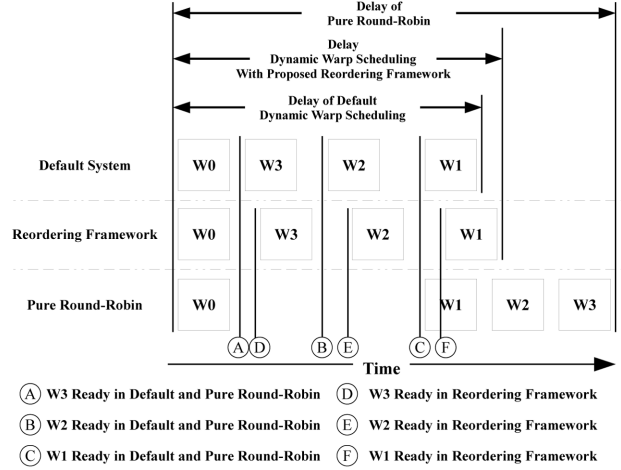 Delay of
Pure Round-Robin
Delay
Dynamic Warp Scheduling
With Proposed Reordering Framework
Delay of Default
Dynamic Warp Scheduling
Default System W0 W3 W2 W1
Reordering Framework W0 W3 W2 W1
Pure Round-Robin W0 W1 W2 W3
A D B E C F
Time
A W3 Ready in Default and Pure Round-Robin D W3 Ready in Reordering Framework
B W2 Ready in Default and Pure Round-Robin E W2 Ready in Reordering Framework
C W1 Ready in Default and Pure Round-Robin F W1 Ready in Reordering Framework